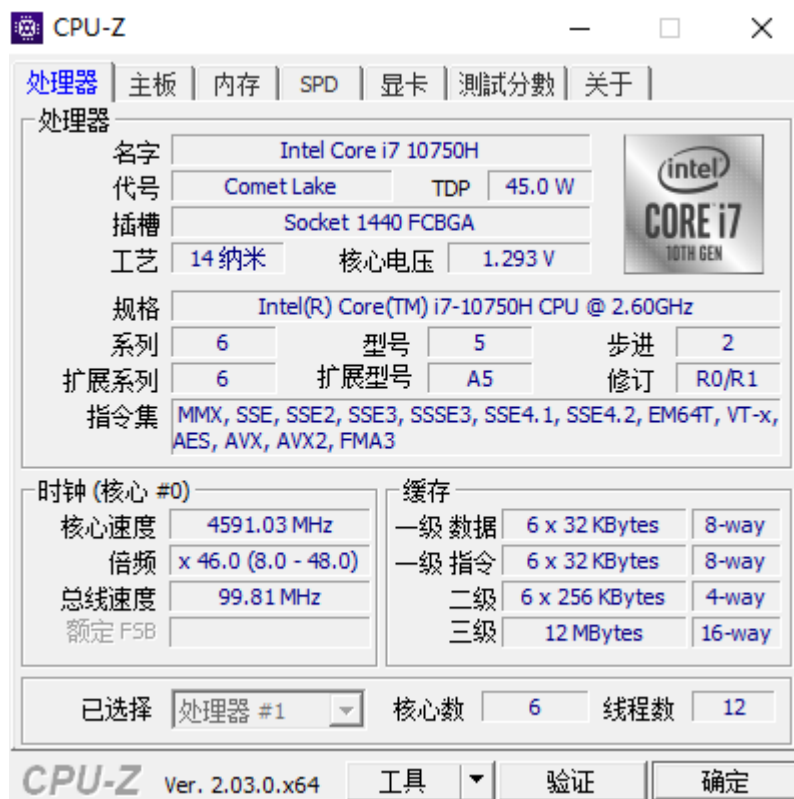 CPU-Z
处理器 主板 内存 SPD 显卡 測試分數 关于
处理器
名字 Intel Core i7 10750H
代号 Comet Lake TDP 45.0 W
插槽 Socket 1440 FCBGA
工艺 14 纳米 核心电压 1.293 V
intel
CORE i7
10TH GEN
规格 Intel(R) Core(TM) i7-10750H CPU @ 2.60GHz
系列 6 型号 5 步进 2
扩展系列 6 扩展型号 A5 修订 R0/R1
指令集 MMX, SSE, SSE2, SSE3, SSSE3, SSE4.1, SSE4.2, EM64T, VT-x,
AES, AVX, AVX2, FMA3
时钟 (核心 #0)
核心速度 4591.03 MHz
倍频 x 46.0 (8.0 - 48.0)
总线速度 99.81 MHz
额定 FSB
缓存
一级 数据 6 x 32 KBytes 8-way
一级 指令 6 x 32 KBytes 8-way
二级 6 x 256 KBytes 4-way
三级 12 MBytes 16-way
已选择 处理器 #1 核心数 6 线程数 12
CPU-Z Ver. 2.03.0.x64 工具 验证 确定